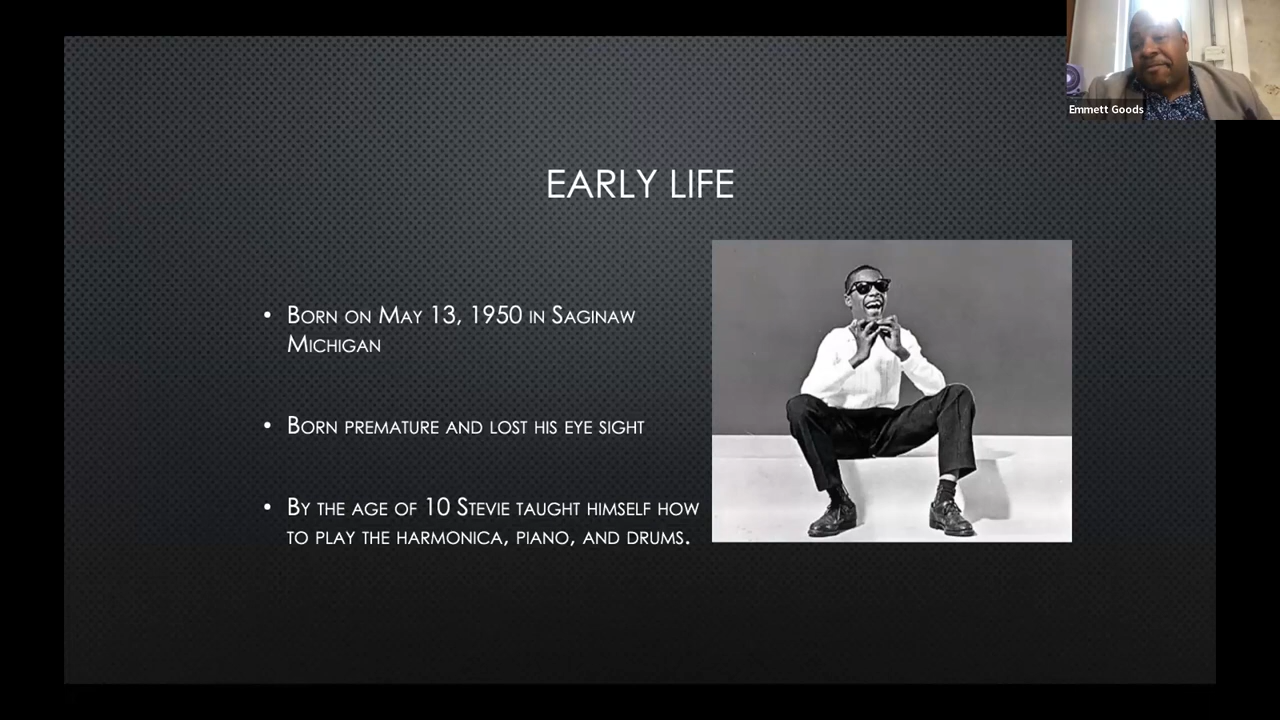 Emmett Goods
EARLY LIFE
• Born on May 13, 1950 in Saginaw
Michigan
• Born premature and lost his eye sight
• By the age of 10 Stevie taught himself how
to play the harmonica, piano, and drums.